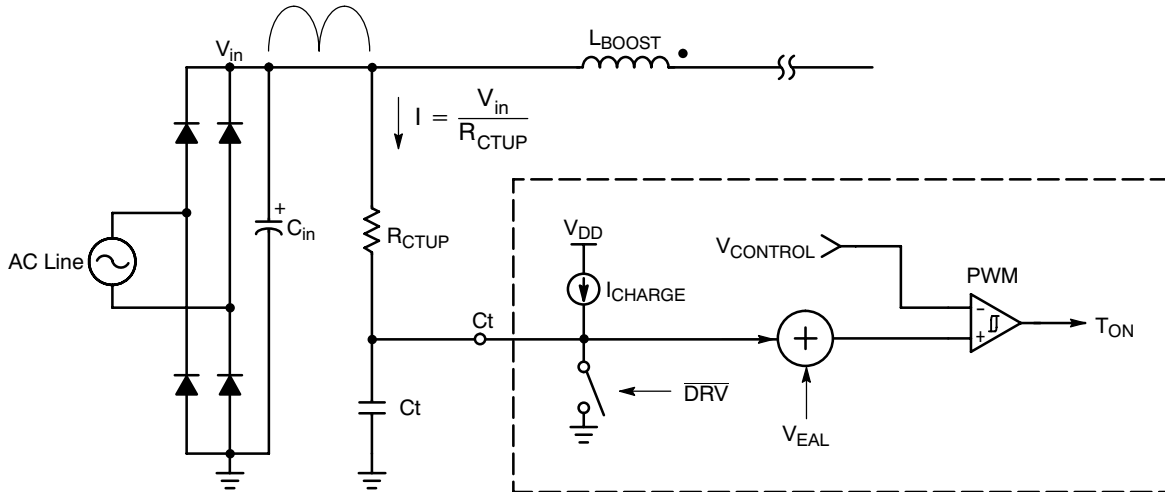 L_BOOST
V_in
I = V_in / R_CTUP
+
C_in
R_CTUP
V_DD
V_CONTROL
PWM
AC Line
I_CHARGE
-
Ct
+
+
T_ON
Ct
DRV
V_EAL